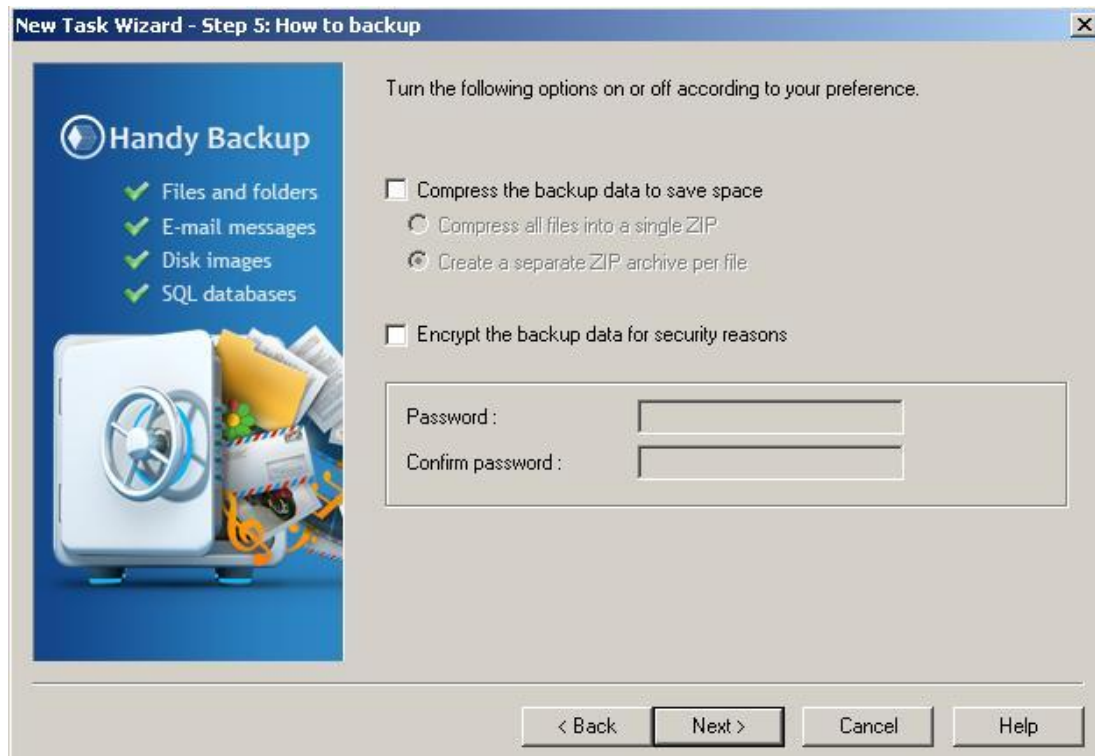 New Task Wizard - Step 5: How to backup
Handy Backup
Files and folders
E-mail messages
Disk images
SQL databases
Turn the following options on or off according to your preference.
Compress the backup data to save space
Compress all files into a single ZIP
Create a separate ZIP archive per file
Encrypt the backup data for security reasons
Password :
Confirm password :
< Back
Next >
Cancel
Help